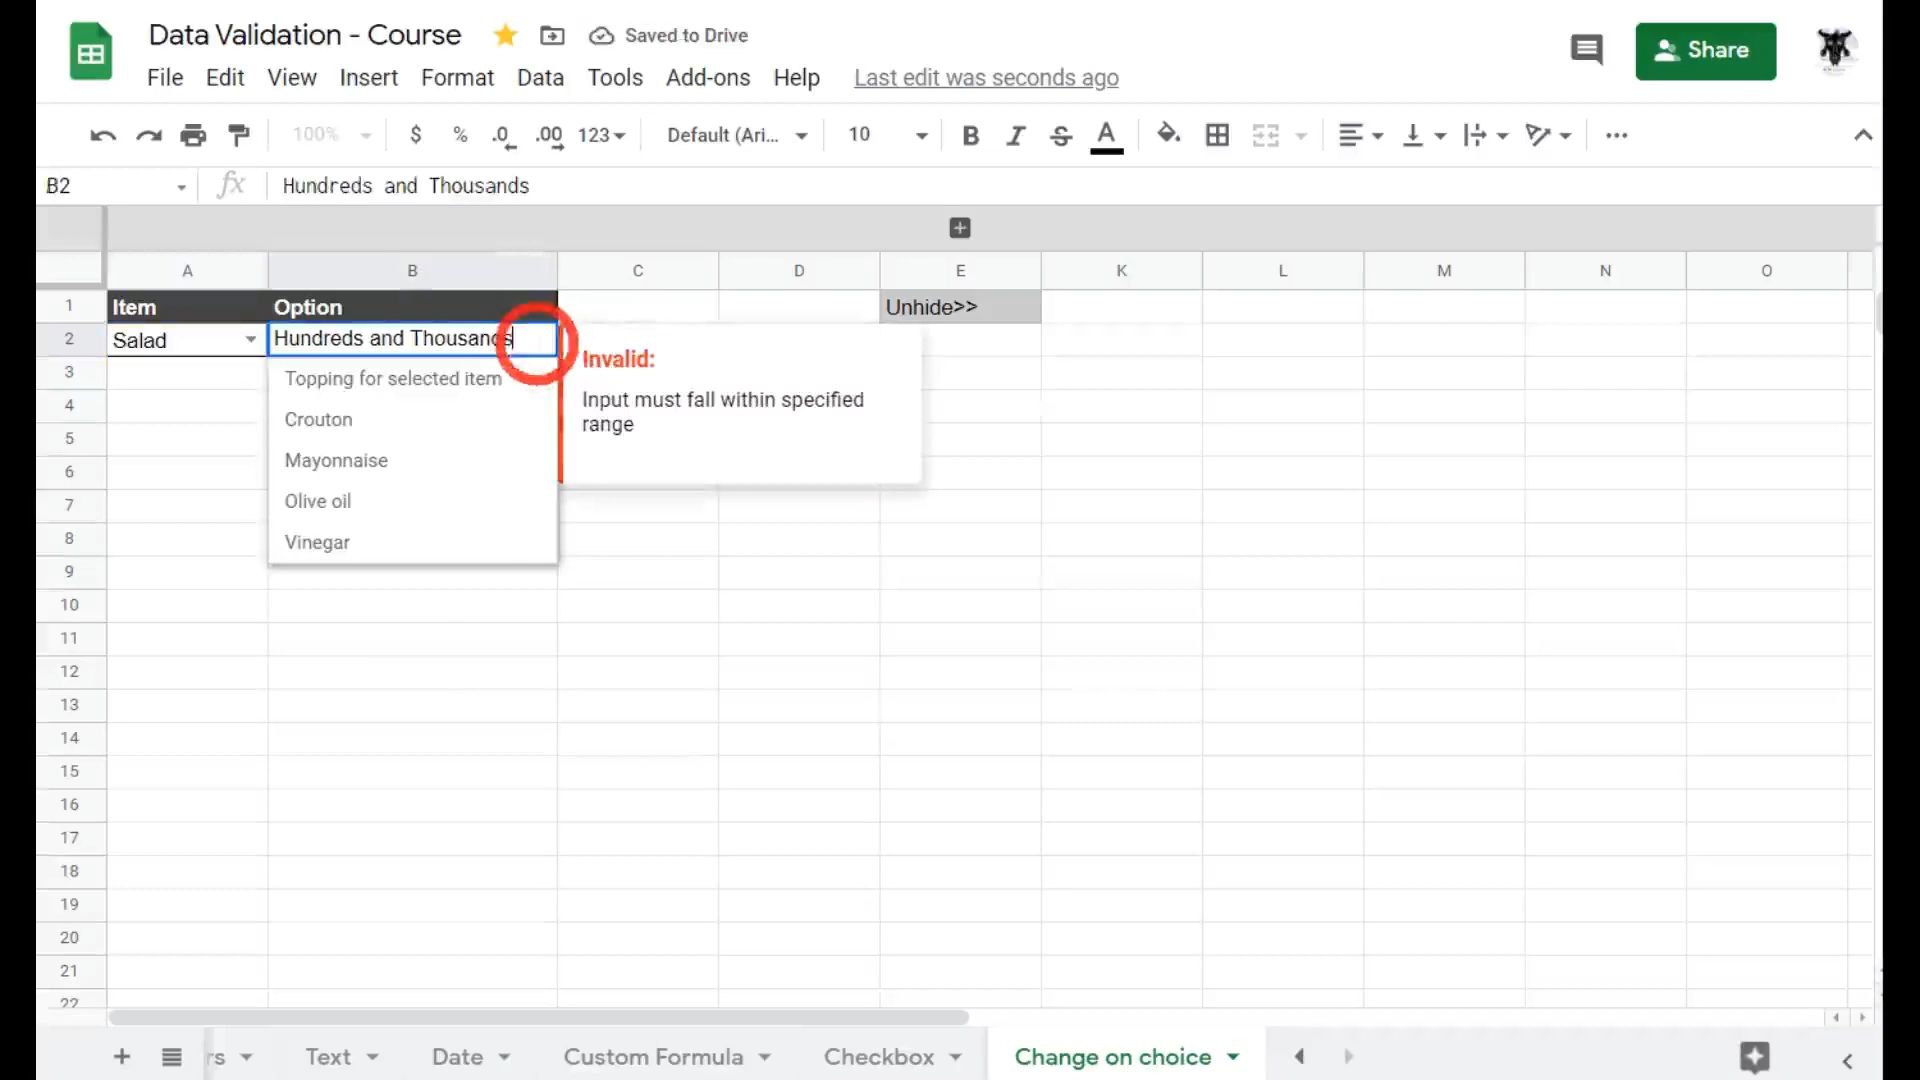 Data Validation - Course Saved to Drive
Share
File Edit View Insert Format Data Tools Add-ons Help Last edit was seconds ago
100% $ % .0 .00 123 Default (Ari... 10 B I S A
B2 fx Hundreds and Thousands
A B C D E K L M N O
1 Item Option Unhide>>
2 Salad Hundreds and Thousands
Invalid:
3 Topping for selected item
Input must fall within specified
range
4 Crouton
5
6 Mayonnaise
7 Olive oil
8 Vinegar
9
10
11
12
13
14
15
16
17
18
19
20
21
22
rs Text Date Custom Formula Checkbox Change on choice